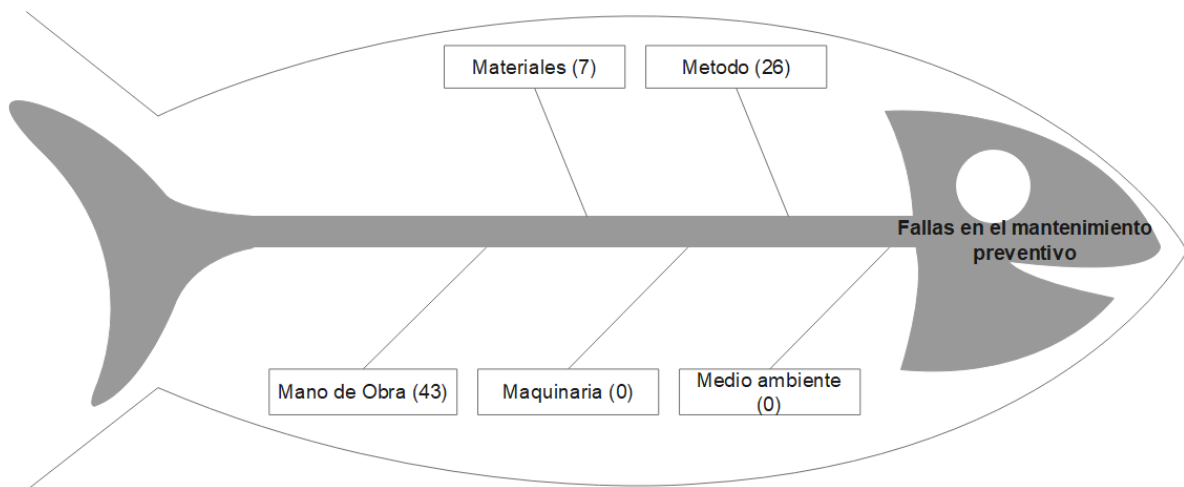 Materiales (7)
Metodo (26)
Fallas en el mantenimiento
preventivo
Mano de Obra (43)
Maquinaria (0)
Medio ambiente
(0)